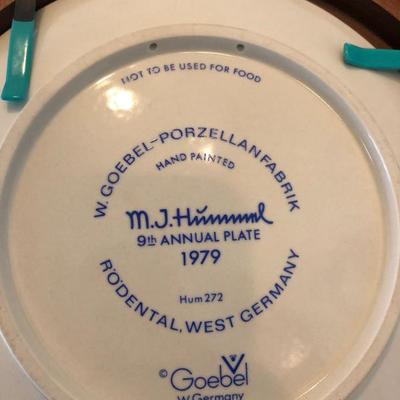 NOT TO BE USED FOR FOOD
W. GOEBEL-PORZELLANFABRIK
HAND PAINTED
M.J.Hummel
9th ANNUAL PLATE
1979
Hum 272
RÖDENTAL, WEST GERMANY
© Goebel
W. Germany